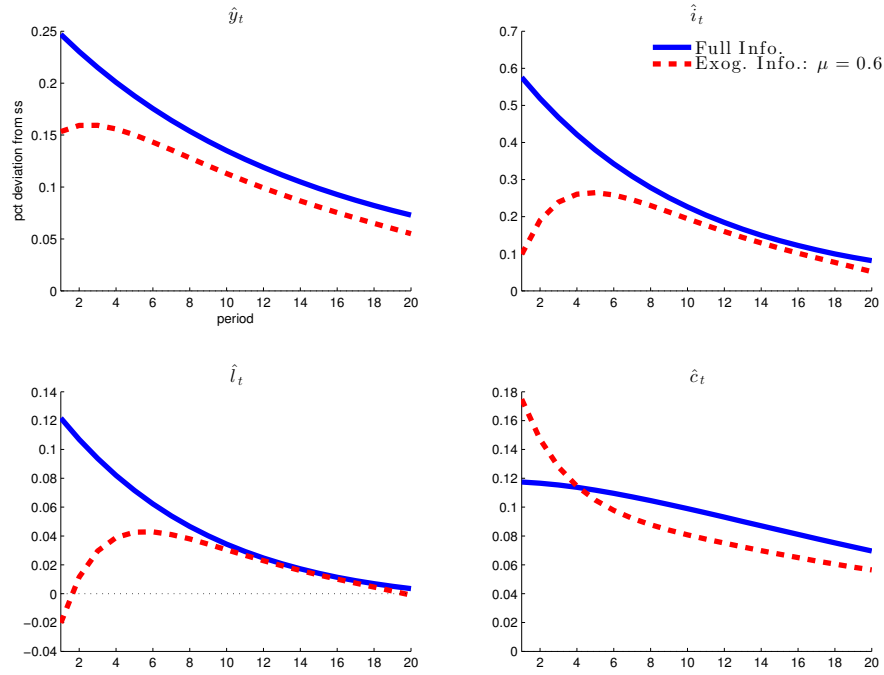 ŷ_t
pct deviation from ss
0.25
0.2
0.15
0.1
0.05
0
2 4 6 8 10 12 14 16 18 20
period
î_t
Full Info.
Exog. Info.: μ = 0.6
0.7
0.6
0.5
0.4
0.3
0.2
0.1
0
2 4 6 8 10 12 14 16 18 20
l̂_t
0.14
0.12
0.1
0.08
0.06
0.04
0.02
0
−0.02
−0.04
2 4 6 8 10 12 14 16 18 20
ĉ_t
0.18
0.16
0.14
0.12
0.1
0.08
0.06
0.04
0.02
0
2 4 6 8 10 12 14 16 18 20